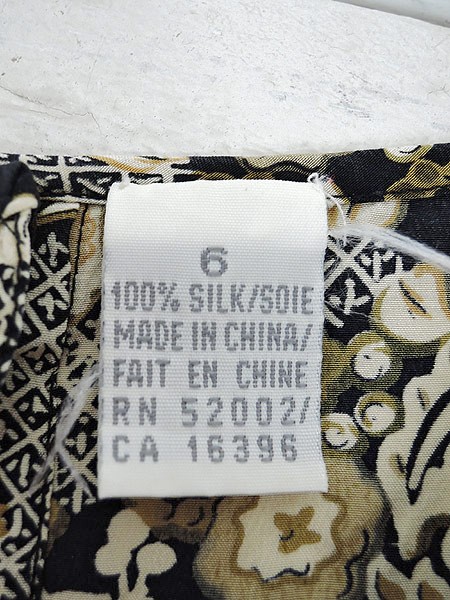 6
100% SILK/SOIE
MADE IN CHINA/
FAIT EN CHINE
RN 52002/
CA 16396